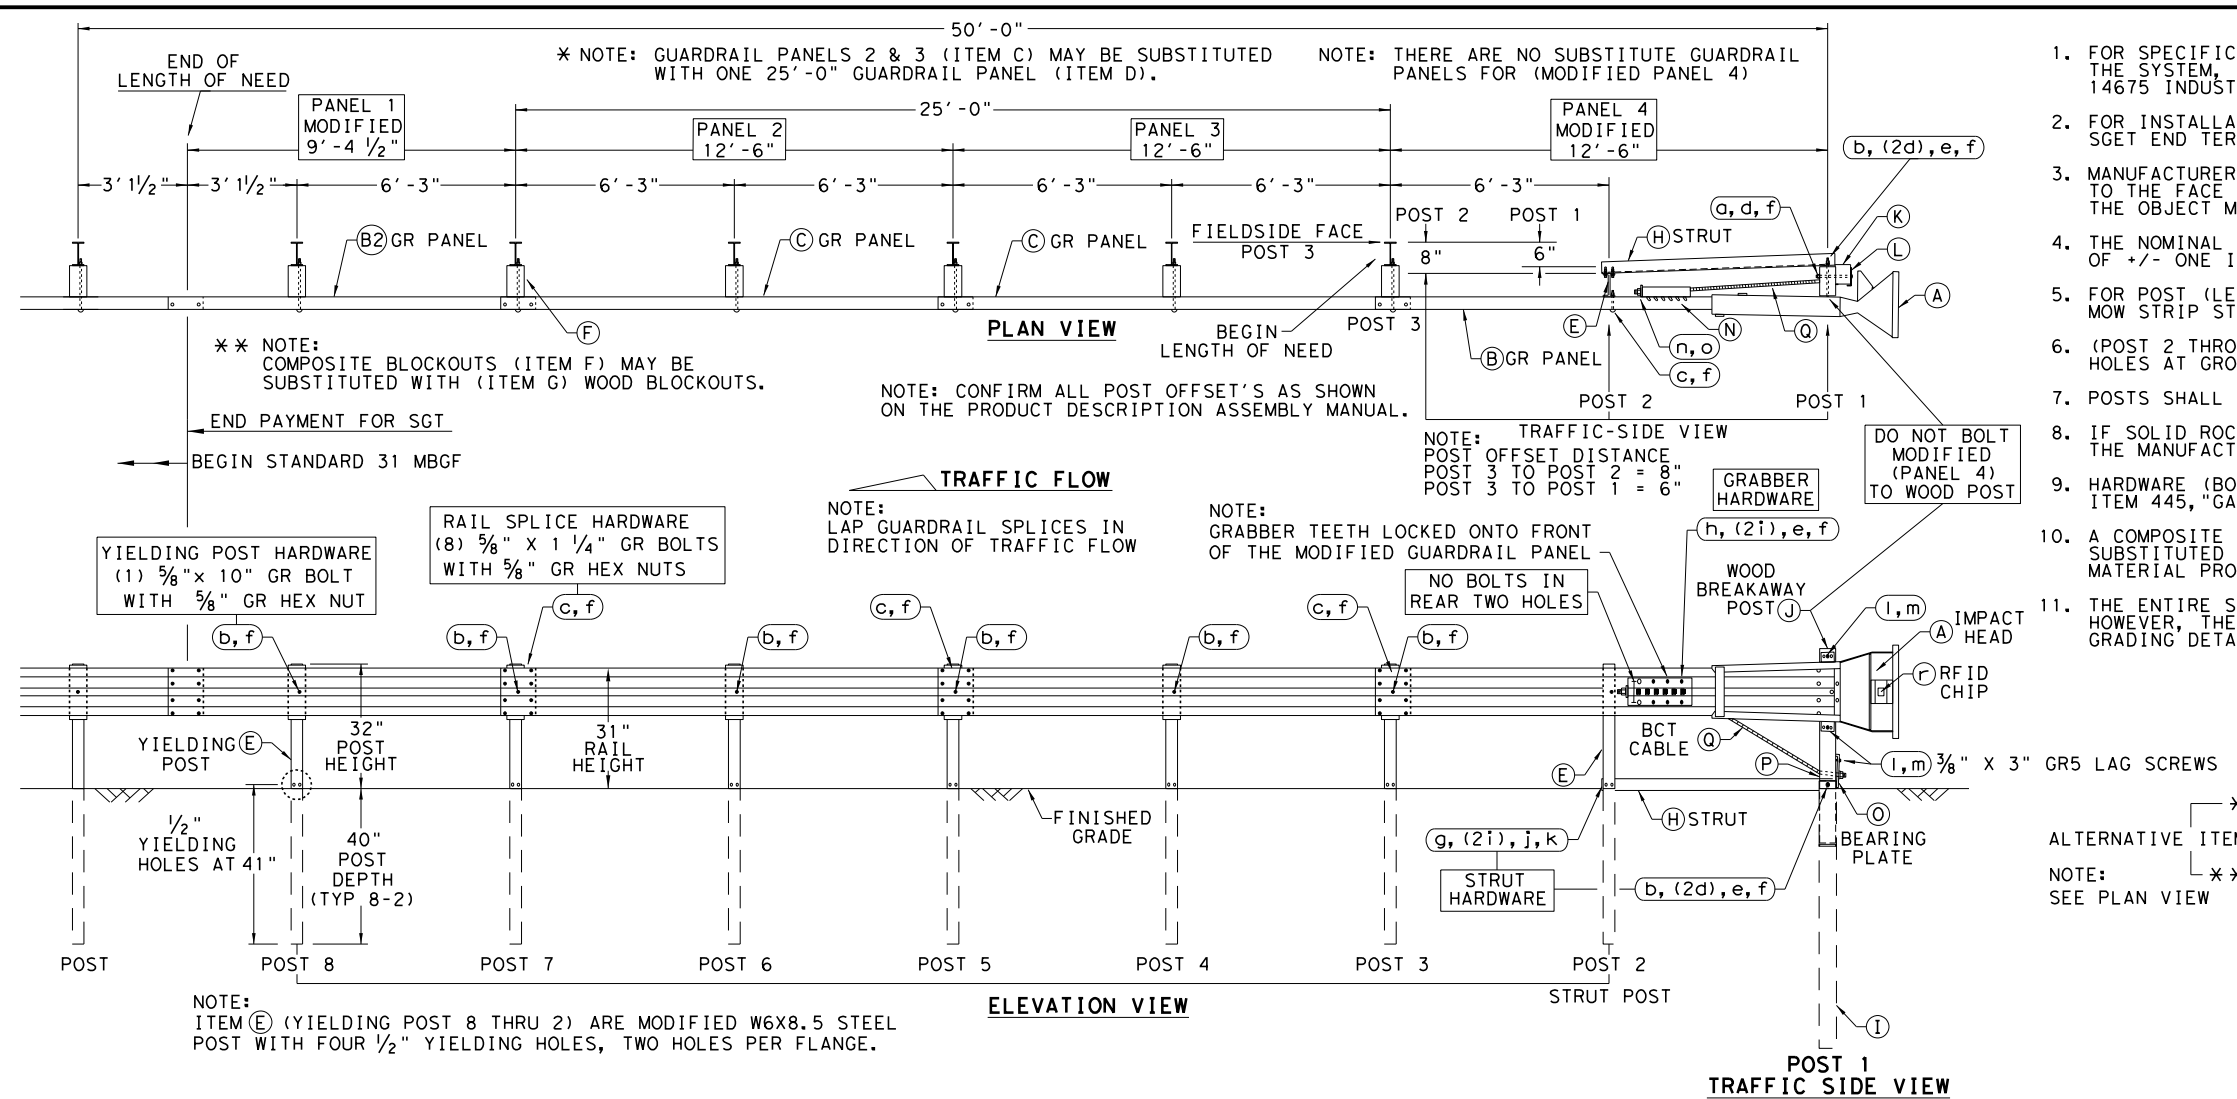 50'-0"
* NOTE: GUARDRAIL PANELS 2 & 3 (ITEM C) MAY BE SUBSTITUTED
WITH ONE 25'-0" GUARDRAIL PANEL (ITEM D).
NOTE: THERE ARE NO SUBSTITUTE GUARDRAIL
PANELS FOR (MODIFIED PANEL 4)
END OF
LENGTH OF NEED
PANEL 1
MODIFIED
9'-4 1/2"
25'-0"
PANEL 2
12'-6"
PANEL 3
12'-6"
PANEL 4
MODIFIED
12'-6"
b, (2d), e, f
3' 1/2"
3' 1/2"
6'-3"
6'-3"
6'-3"
6'-3"
6'-3"
6'-3"
POST 2
POST 1
a, d, f
K
B2 GR PANEL
C GR PANEL
C GR PANEL
FIELDSIDE FACE
POST 3
8"
6"
H STRUT
L
A
F
PLAN VIEW
BEGIN
LENGTH OF NEED
POST 3
E
N
Q
n, o
B GR PANEL
c, f
** NOTE:
COMPOSITE BLOCKOUTS (ITEM F) MAY BE
SUBSTITUTED WITH (ITEM G) WOOD BLOCKOUTS.
NOTE: CONFIRM ALL POST OFFSET'S AS SHOWN
ON THE PRODUCT DESCRIPTION ASSEMBLY MANUAL.
POST 2
POST 1
END PAYMENT FOR SGT
BEGIN STANDARD 31 MBGF
TRAFFIC-SIDE VIEW
NOTE:
POST OFFSET DISTANCE
POST 3 TO POST 2 = 8"
POST 3 TO POST 1 = 6"
DO NOT BOLT
MODIFIED
(PANEL 4)
TO WOOD POST
TRAFFIC FLOW
NOTE:
LAP GUARDRAIL SPLICES IN
DIRECTION OF TRAFFIC FLOW
GRABBER
HARDWARE
NOTE:
GRABBER TEETH LOCKED ONTO FRONT
OF THE MODIFIED GUARDRAIL PANEL
h, (2i), e, f
YIELDING POST HARDWARE
(1) 5/8"x 10" GR BOLT
WITH 5/8" GR HEX NUT
RAIL SPLICE HARDWARE
(8) 5/8" X 1 1/4" GR BOLTS
WITH 5/8" GR HEX NUTS
NO BOLTS IN
REAR TWO HOLES
WOOD
BREAKAWAY
POST J
b, f
b, f
c, f
b, f
c, f
b, f
b, f
c, f
b, f
l, m
A IMPACT
HEAD
r RFID
CHIP
YIELDING E
POST
32"
POST
HEIGHT
31"
RAIL
HEIGHT
BCT
CABLE
Q
P
E
l, m 3/8" X 3" GR5 LAG SCREWS
1/2"
YIELDING
HOLES AT 41"
40"
POST
DEPTH
(TYP 8-2)
FINISHED
GRADE
H STRUT
O
BEARING
PLATE
g, (2i), j, k
STRUT
HARDWARE
b, (2d), e, f
POST
POST 8
POST 7
POST 6
POST 5
POST 4
POST 3
POST 2
STRUT POST
NOTE:
ITEM E (YIELDING POST 8 THRU 2) ARE MODIFIED W6X8.5 STEEL
POST WITH FOUR 1/2" YIELDING HOLES, TWO HOLES PER FLANGE.
ELEVATION VIEW
I
POST 1
TRAFFIC SIDE VIEW
1. FOR SPECIFIC
THE SYSTEM,
14675 INDUST
2. FOR INSTALLA
SGET END TER
3. MANUFACTURER
TO THE FACE
THE OBJECT M
4. THE NOMINAL
OF +/- ONE I
5. FOR POST (LE
MOW STRIP ST
6. (POST 2 THRO
HOLES AT GRO
7. POSTS SHALL
8. IF SOLID ROC
THE MANUFACT
9. HARDWARE (BO
ITEM 445, "GA
10. A COMPOSITE
SUBSTITUTED
MATERIAL PRO
11. THE ENTIRE S
HOWEVER, THE
GRADING DETA
*
ALTERNATIVE ITEM
NOTE: **
SEE PLAN VIEW